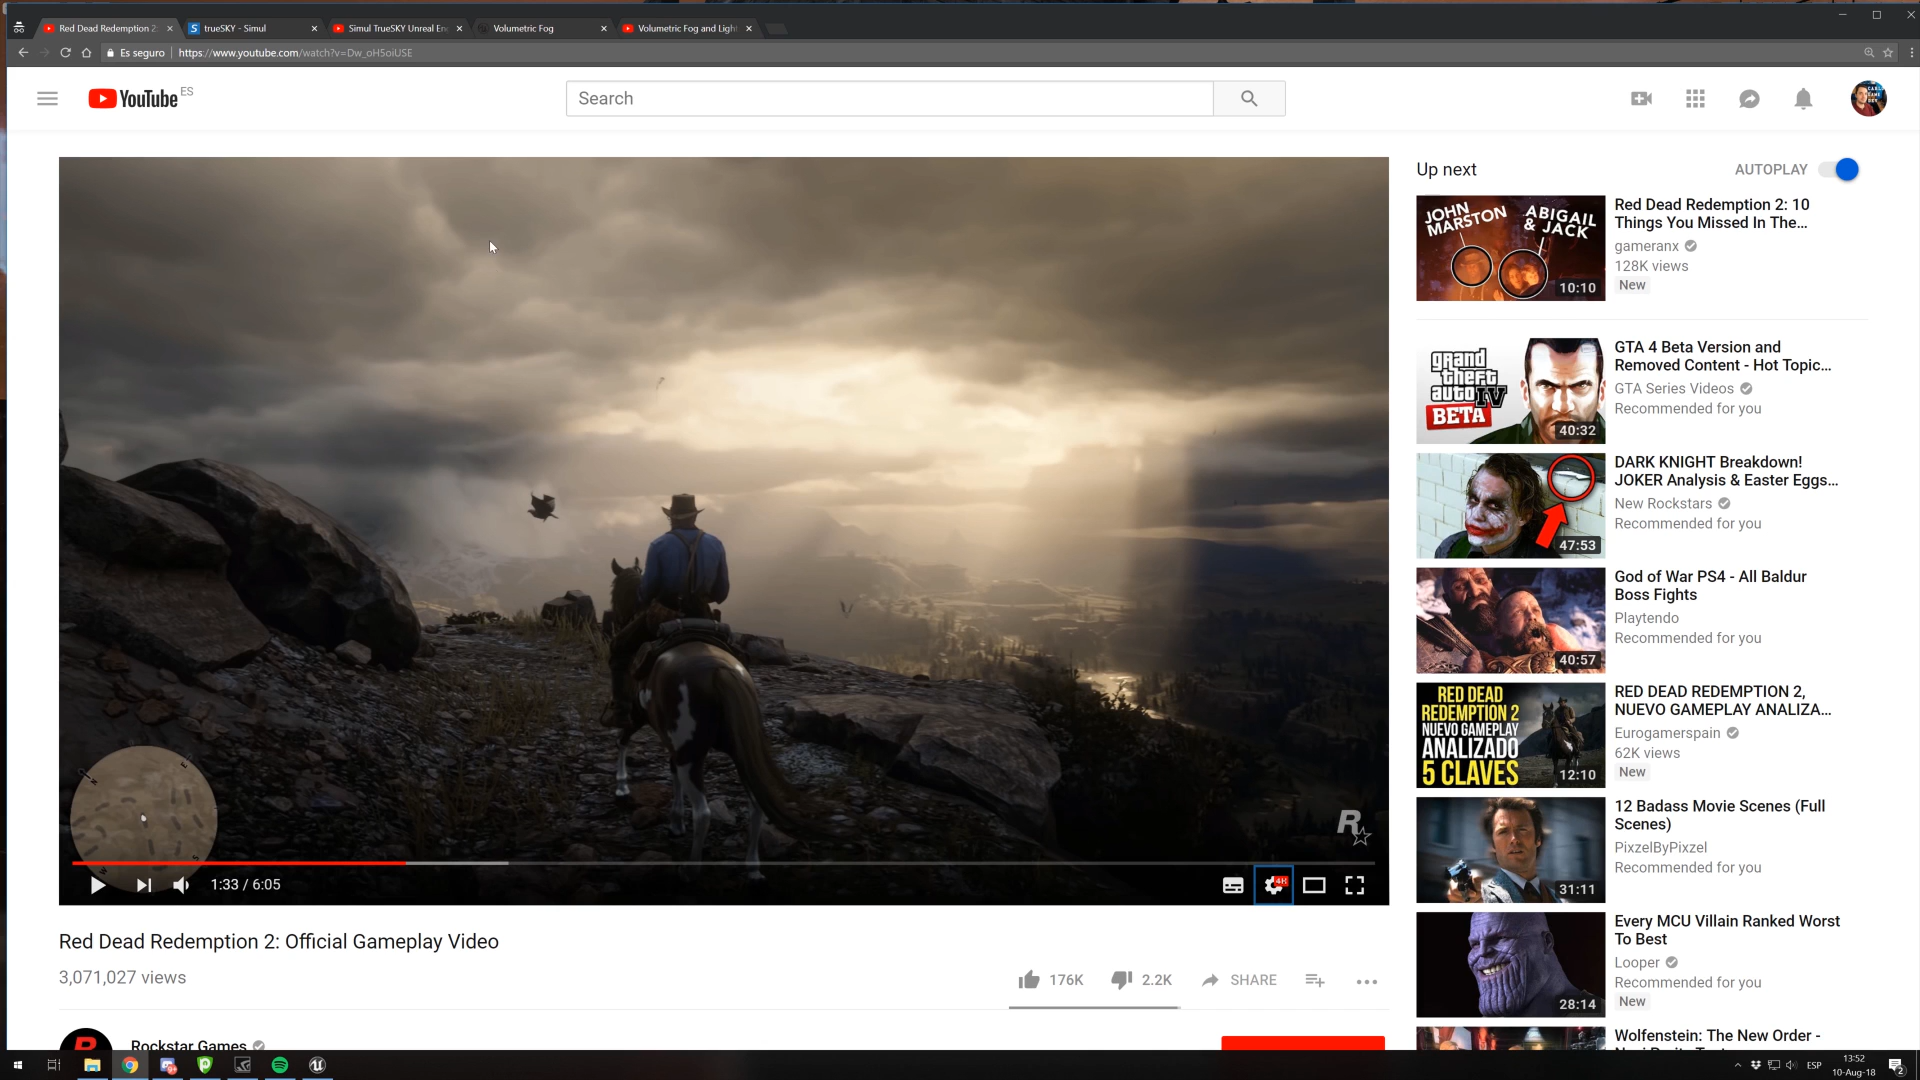 Red Dead Redemption 2:
trueSKY - Simul
Simul TrueSKY Unreal En
Volumetric Fog
Volumetric Fog and Light
Es seguro
https://www.youtube.com/watch?v=Dw_oH5oiUSE
YouTube ES
Search
Up next
AUTOPLAY
JOHN MARSTON
ABIGAIL & JACK
10:10
Red Dead Redemption 2: 10
Things You Missed In The...
gameranx
128K views
New
grand theft auto IV
BETA
40:32
GTA 4 Beta Version and
Removed Content - Hot Topic...
GTA Series Videos
Recommended for you
47:53
DARK KNIGHT Breakdown!
JOKER Analysis & Easter Eggs...
New Rockstars
Recommended for you
40:57
God of War PS4 - All Baldur
Boss Fights
Playtendo
Recommended for you
RED DEAD
REDEMPTION 2
NUEVO GAMEPLAY
ANALIZADO
5 CLAVES
12:10
RED DEAD REDEMPTION 2,
NUEVO GAMEPLAY ANALIZA...
Eurogamerspain
62K views
New
31:11
12 Badass Movie Scenes (Full
Scenes)
PixzelByPixzel
Recommended for you
28:14
Every MCU Villain Ranked Worst
To Best
Looper
Recommended for you
New
Wolfenstein: The New Order -
R
1:33 / 6:05
4K
Red Dead Redemption 2: Official Gameplay Video
3,071,027 views
176K
2.2K
SHARE
Rockstar Games
ESP
13:52
10-Aug-18
2